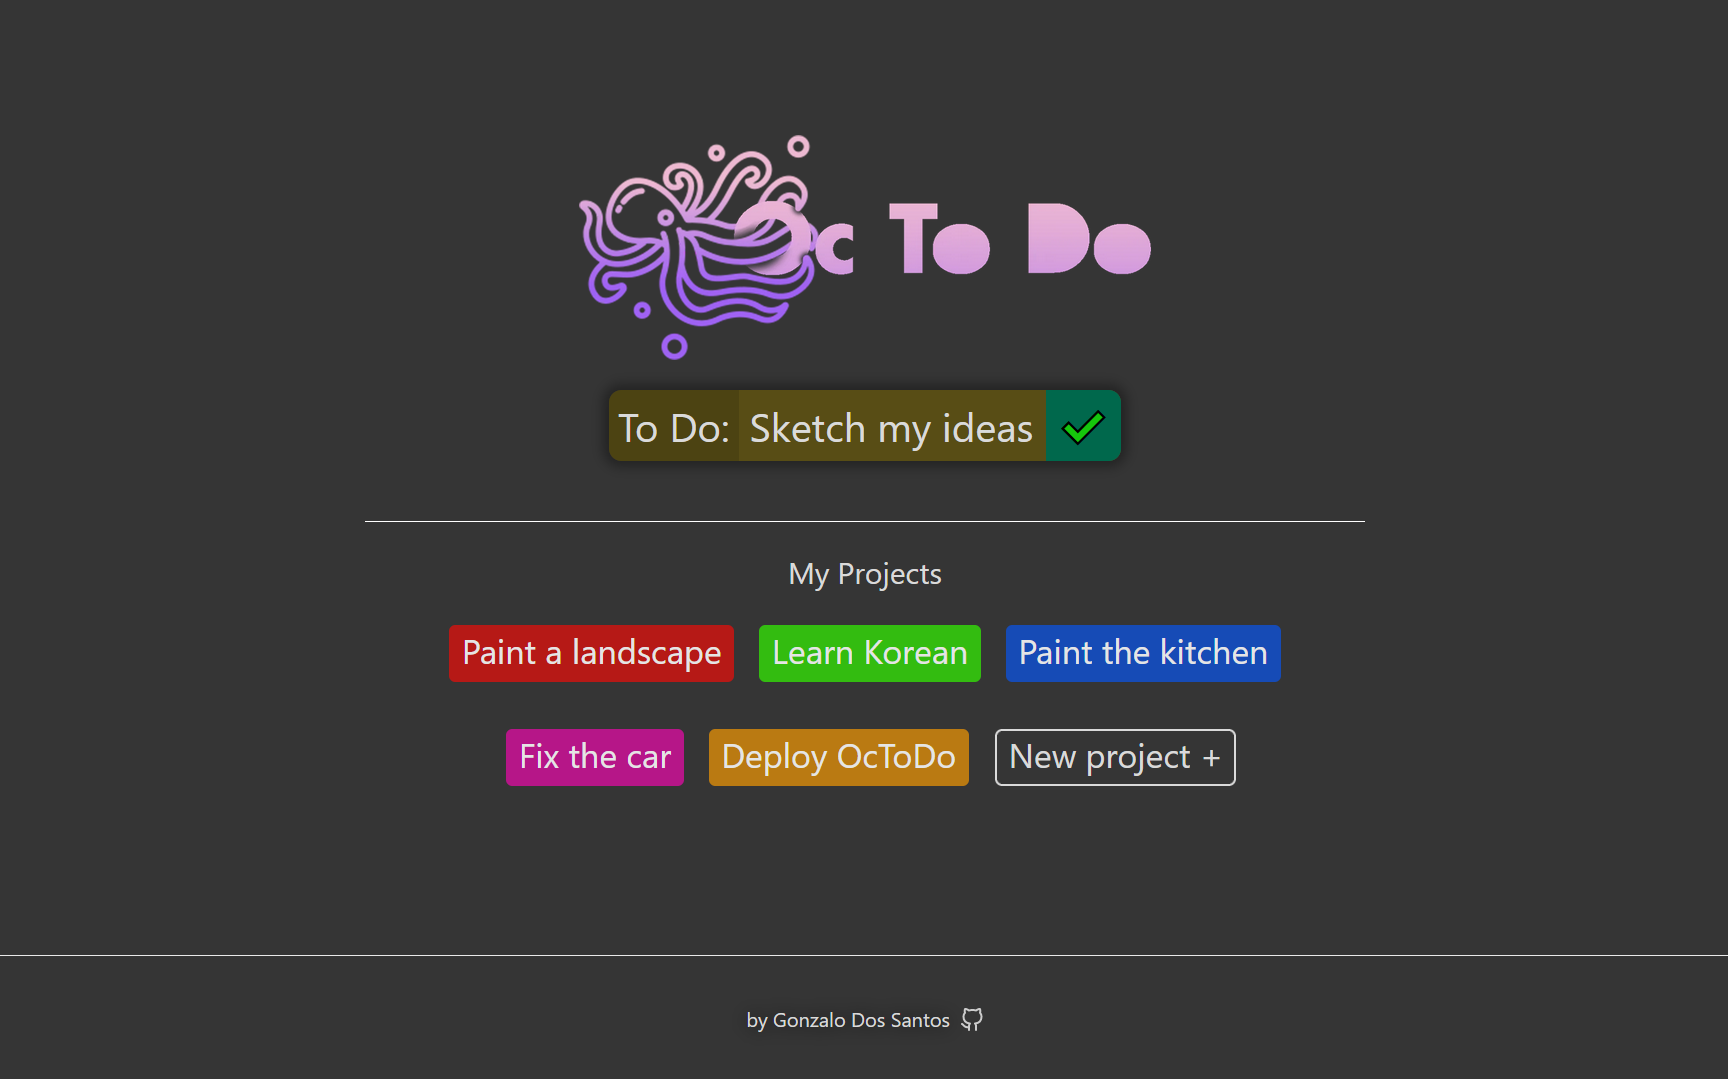 Oc To Do
To Do: Sketch my ideas
My Projects
Paint a landscape Learn Korean Paint the kitchen
Fix the car Deploy OcToDo New project +
by Gonzalo Dos Santos